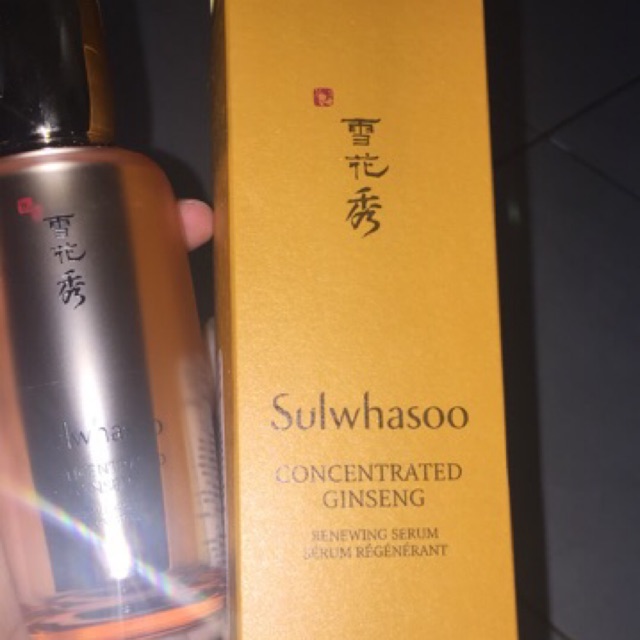 雪花秀
雪花秀
Sulwhasoo
CONCENTRATED
GINSENG
RENEWING SERUM
SÉRUM RÉGÉNÉRANT